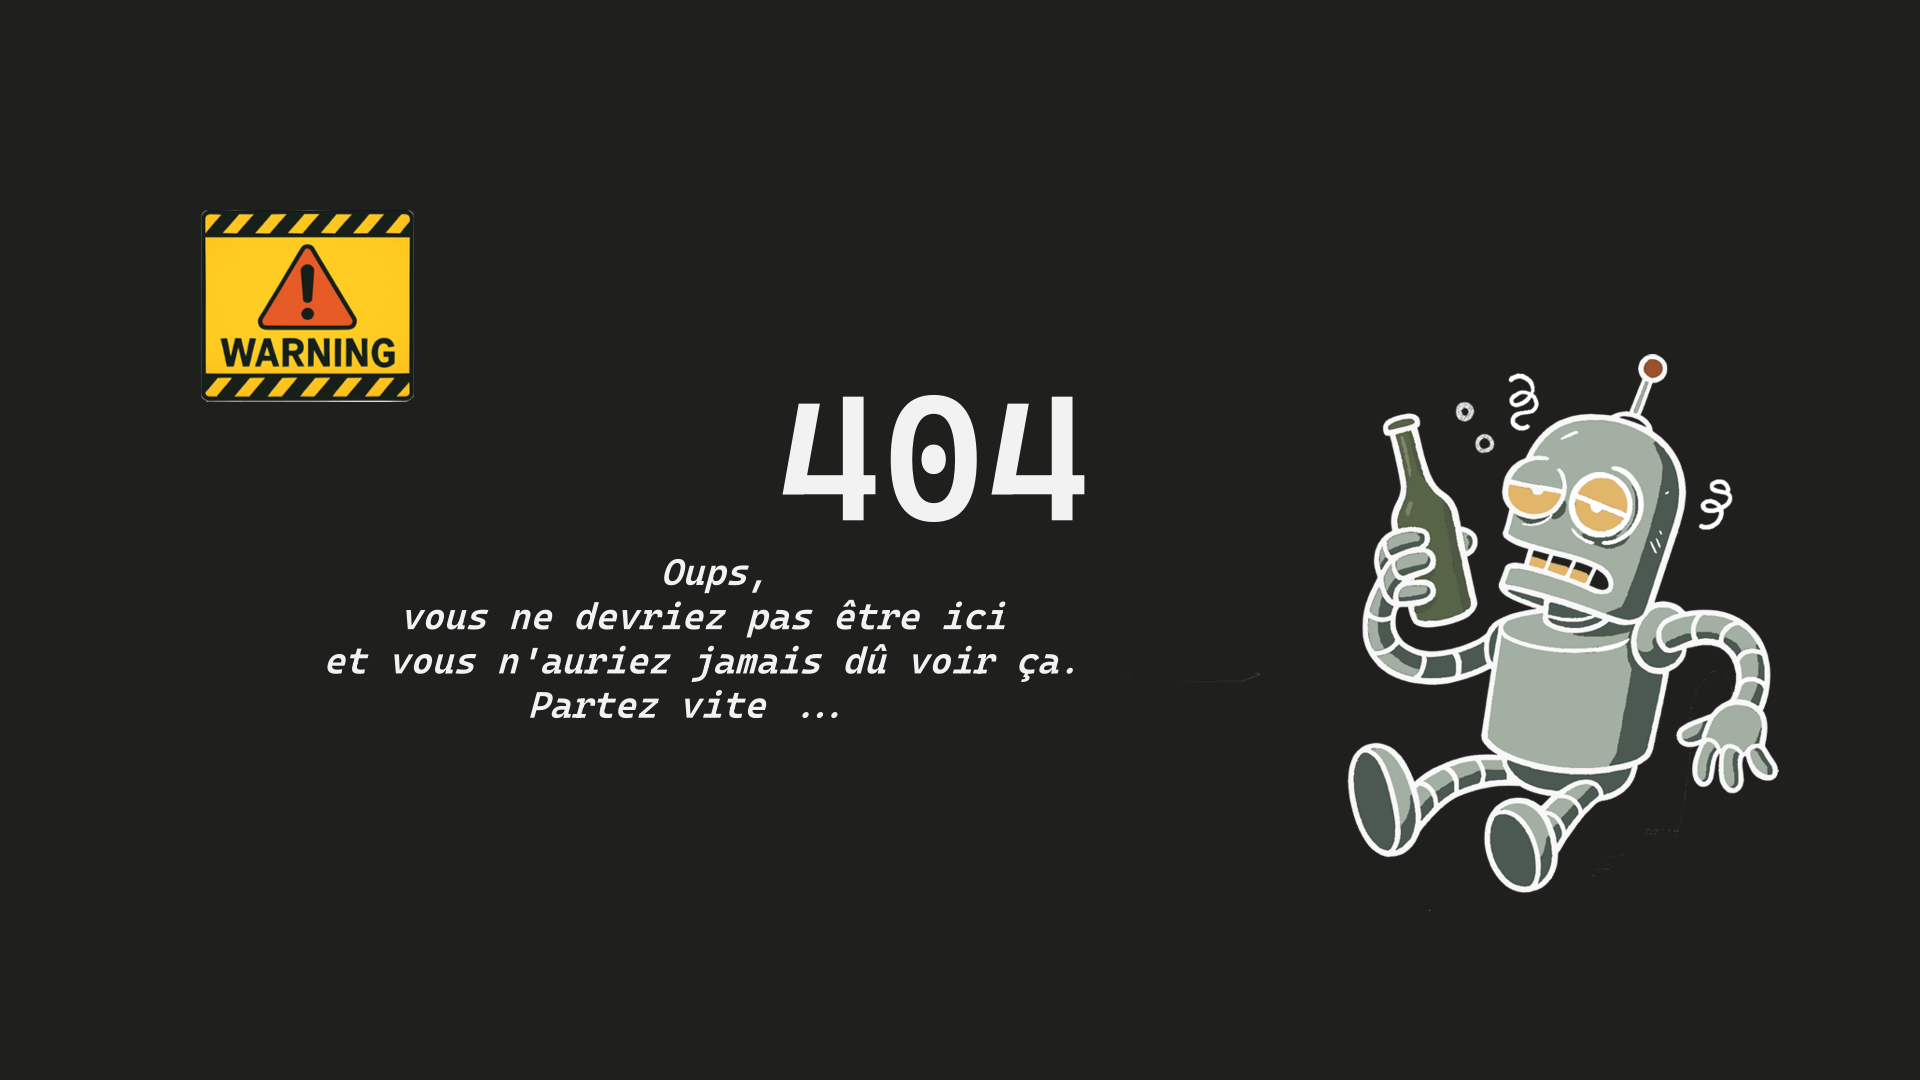 WARNING
404
Oups,
vous ne devriez pas être ici
et vous n'auriez jamais dû voir ça.
Partez vite ...